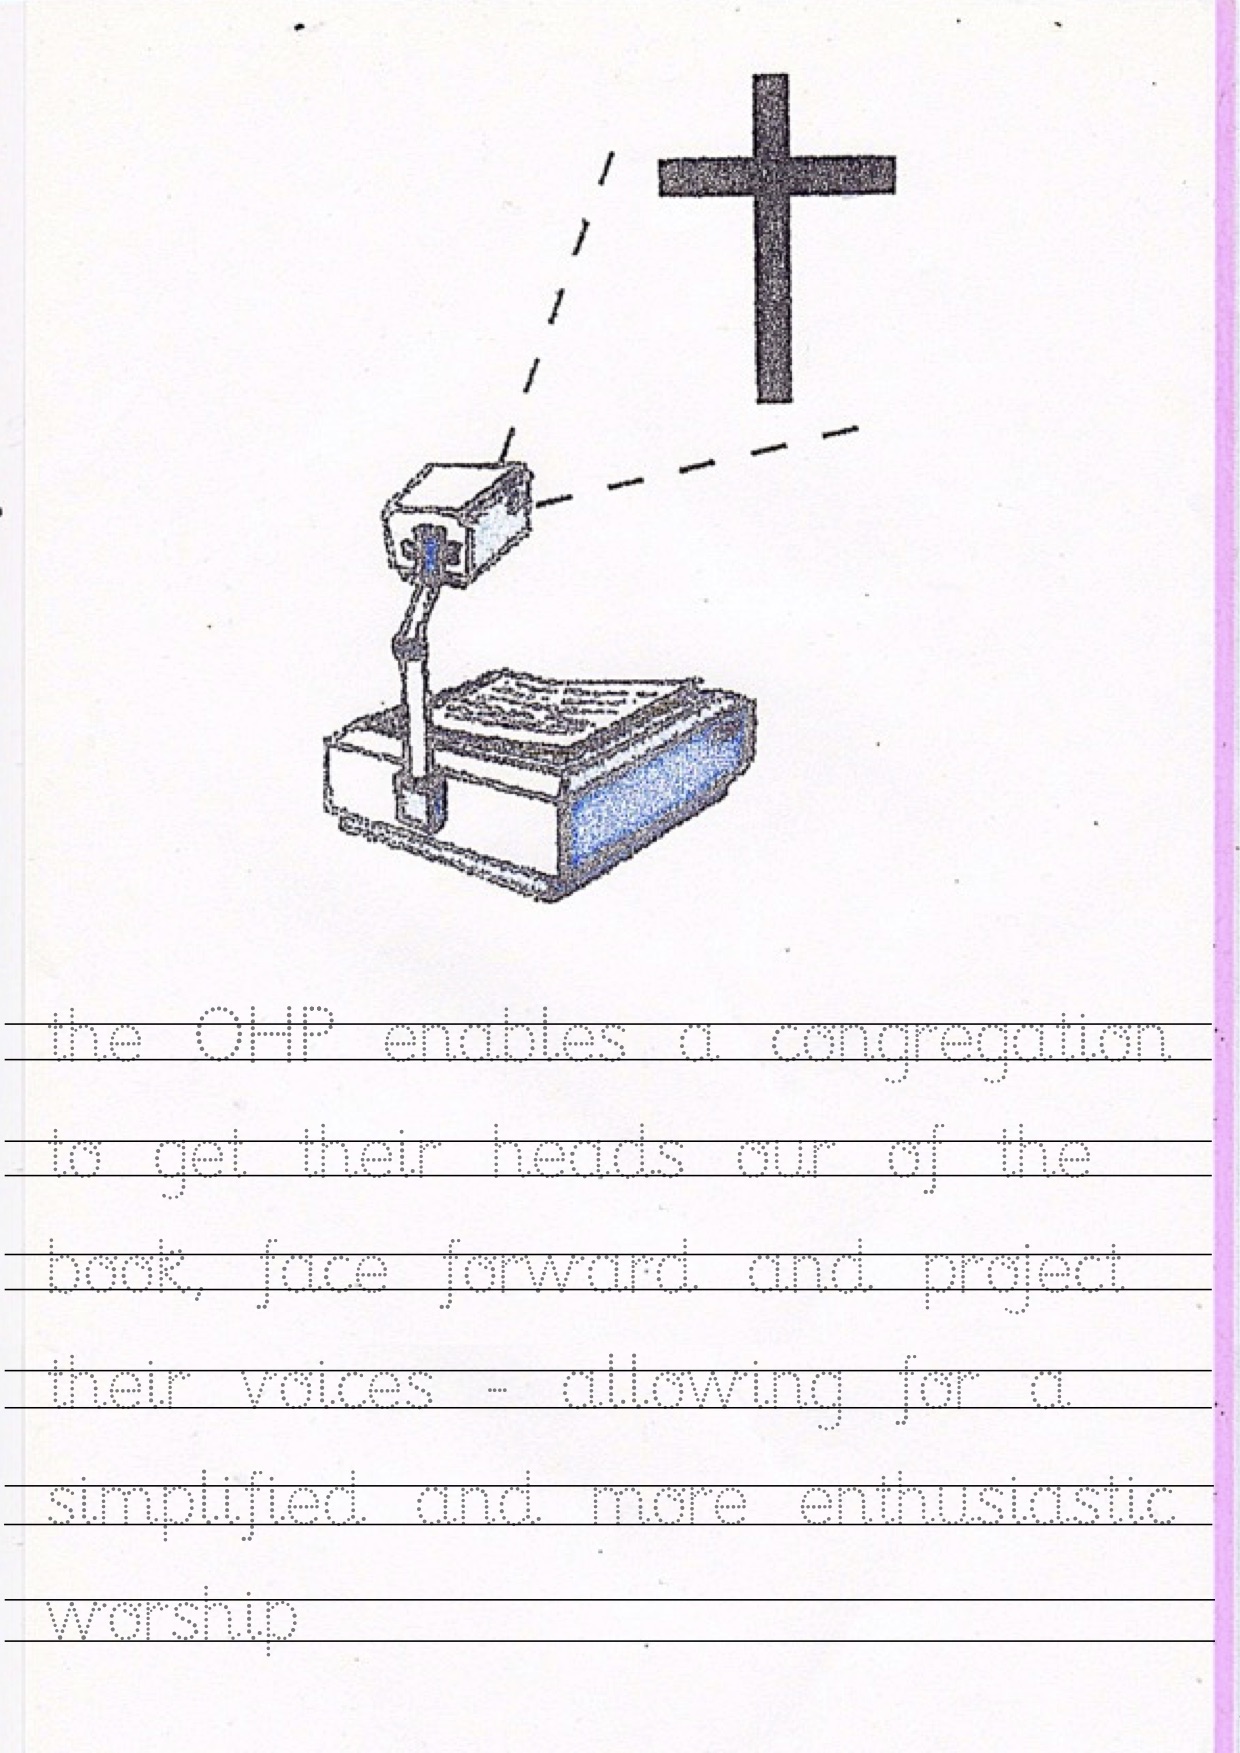 the OHP enables a congregation
to get their heads our of the
book, face forward and project
their voices - allowing for a
simplified and more enthusiastic
worship